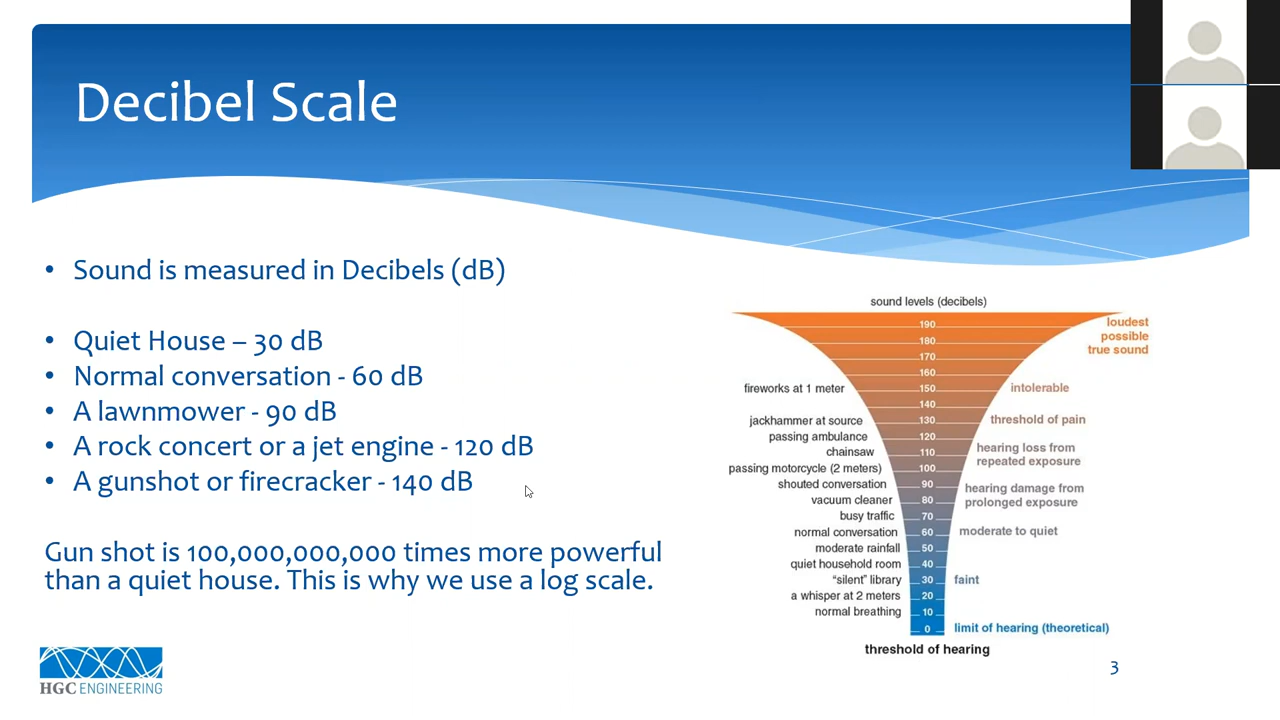 Decibel Scale
• Sound is measured in Decibels (dB)
• Quiet House – 30 dB
• Normal conversation - 60 dB
• A lawnmower - 90 dB
• A rock concert or a jet engine - 120 dB
• A gunshot or firecracker - 140 dB
Gun shot is 100,000,000,000 times more powerful
than a quiet house. This is why we use a log scale.
sound levels (decibels)
190
loudest
possible
true sound
180
170
160
fireworks at 1 meter 150 intolerable
140
jackhammer at source 130 threshold of pain
passing ambulance 120
chainsaw 110 hearing loss from
repeated exposure
passing motorcycle (2 meters) 100
shouted conversation 90 hearing damage from
prolonged exposure
vacuum cleaner 80
busy traffic 70
normal conversation 60 moderate to quiet
moderate rainfall 50
quiet household room 40
“silent” library 30 faint
a whisper at 2 meters 20
normal breathing 10
0 limit of hearing (theoretical)
threshold of hearing
HGC ENGINEERING
3